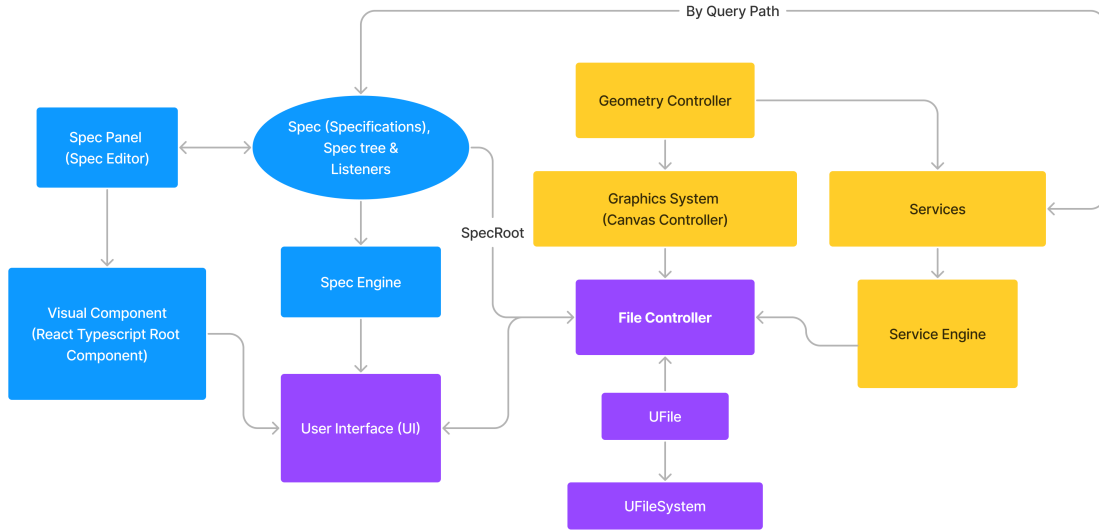 By Query Path
Geometry Controller
Spec Panel
(Spec Editor)
Spec (Specifications),
Spec tree &
Listeners
Graphics System
(Canvas Controller)
Services
SpecRoot
Spec Engine
Visual Component
(React Typescript Root
Component)
File Controller
Service Engine
User Interface (UI)
UFile
UFileSystem